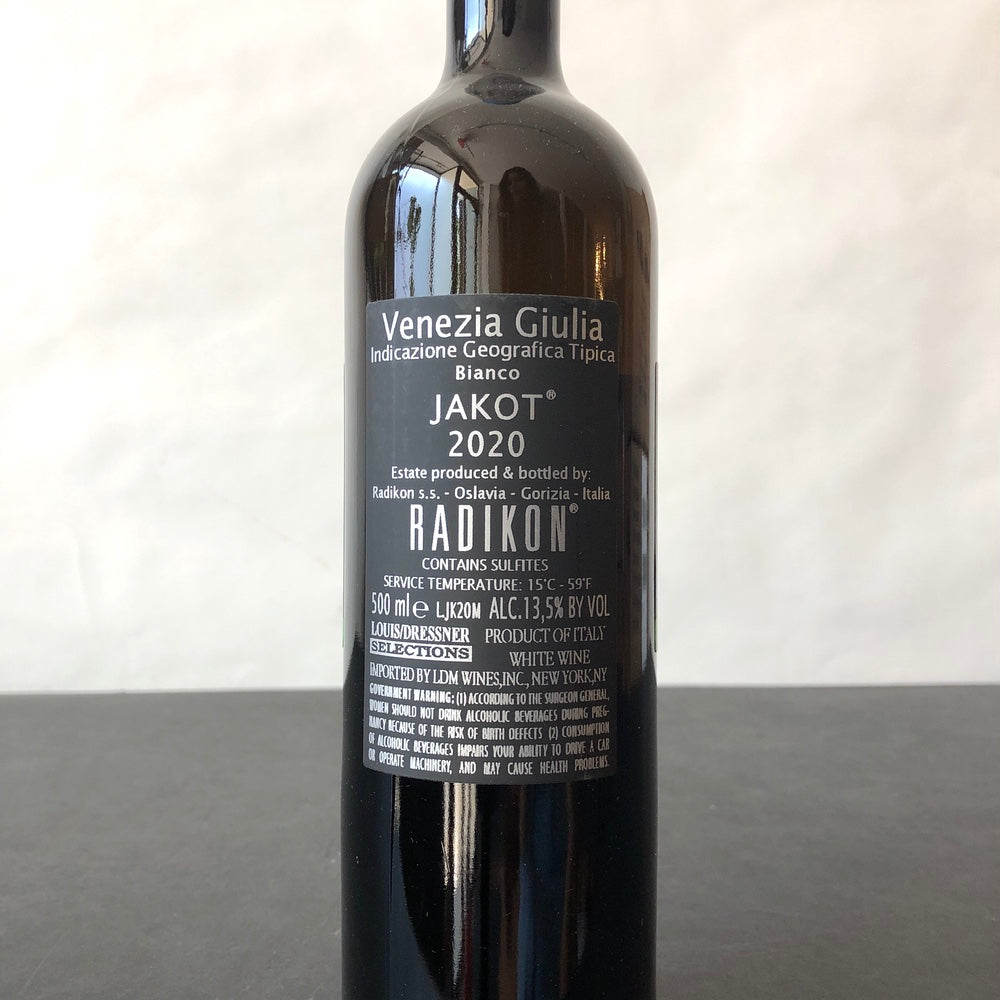 Venezia Giulia
Indicazione Geografica Tipica
Bianco
JAKOT®
2020
Estate produced & bottled by:
Radikon s.s. - Oslavia - Gorizia - Italia
RADIKON®
CONTAINS SULFITES
SERVICE TEMPERATURE: 15°C - 59°F
500 ml ℮ LJK20M ALC.13,5% BY VOL
LOUIS/DRESSNER
SELECTIONS
PRODUCT OF ITALY
WHITE WINE
IMPORTED BY LDM WINES,INC., NEW YORK,NY
GOVERNMENT WARNING: (1) ACCORDING TO THE SURGEON GENERAL,
WOMEN SHOULD NOT DRINK ALCOHOLIC BEVERAGES DURING PREG-
NANCY BECAUSE OF THE RISK OF BIRTH DEFECTS (2) CONSUMPTION
OF ALCOHOLIC BEVERAGES IMPAIRS YOUR ABILITY TO DRIVE A CAR
OR OPERATE MACHINERY, AND MAY CAUSE HEALTH PROBLEMS.